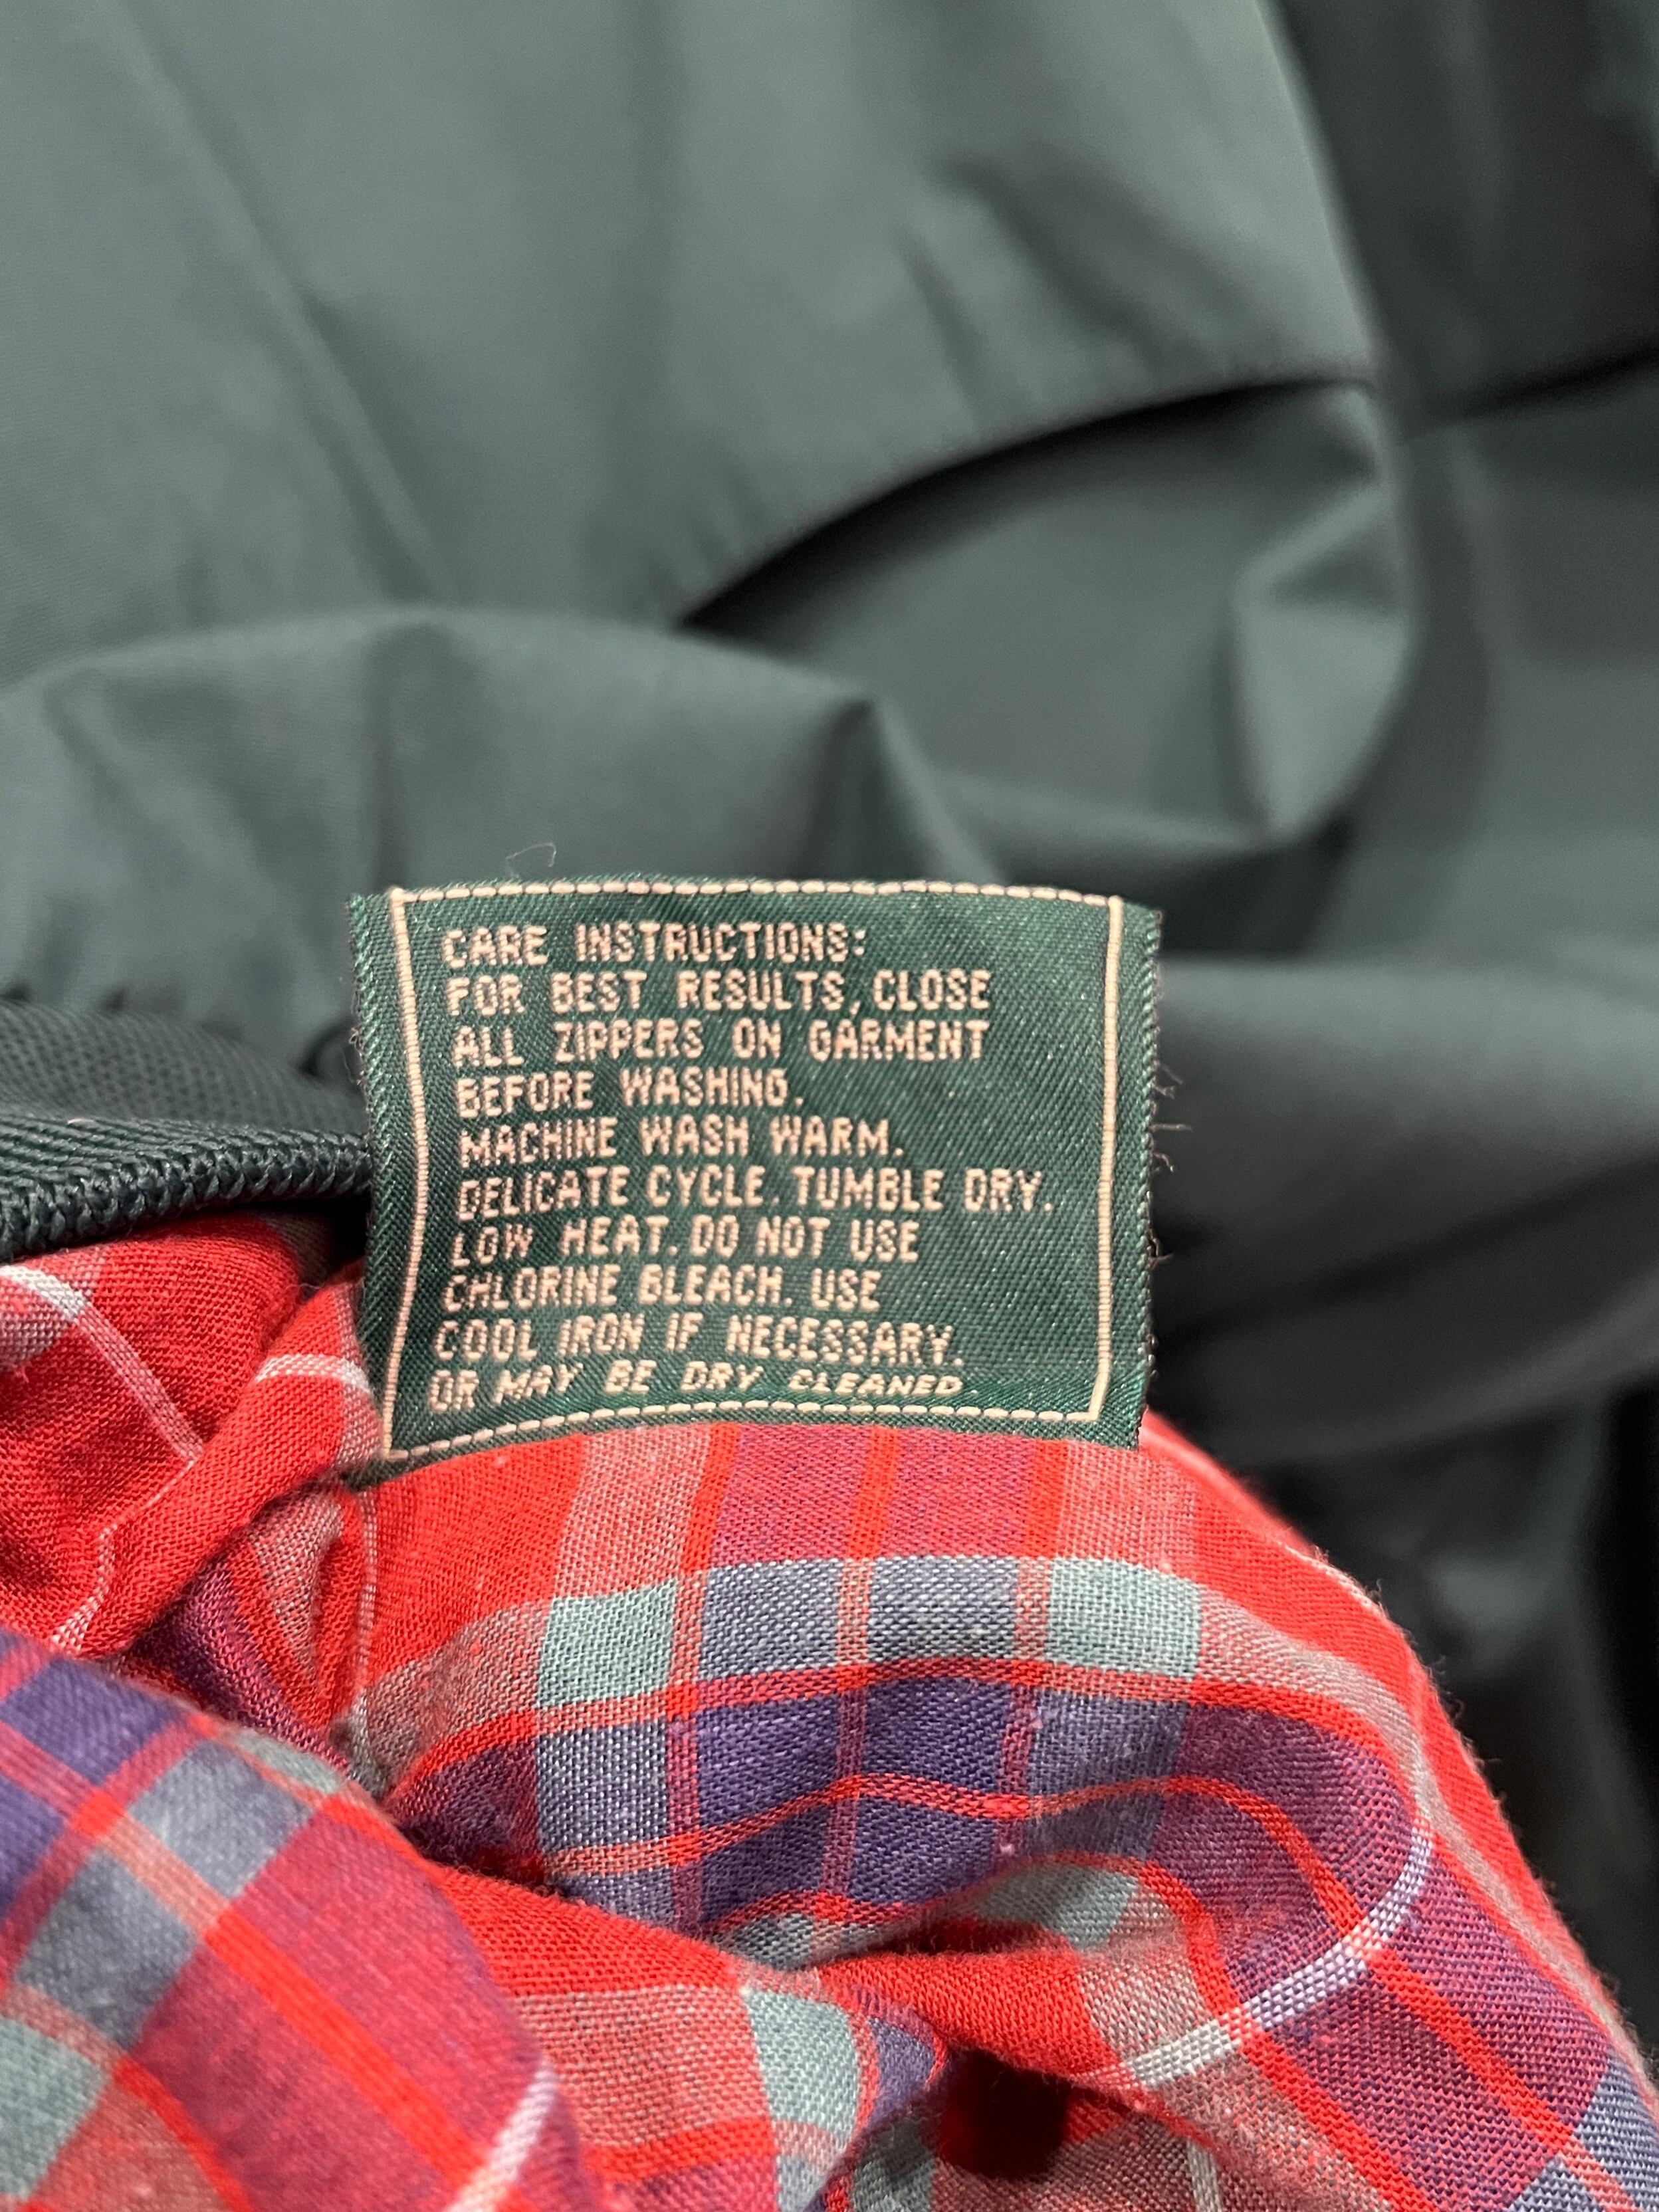 CARE INSTRUCTIONS:
FOR BEST RESULTS, CLOSE
ALL ZIPPERS ON GARMENT
BEFORE WASHING.
MACHINE WASH WARM.
DELICATE CYCLE. TUMBLE DRY.
LOW HEAT. DO NOT USE
CHLORINE BLEACH. USE
COOL IRON IF NECESSARY.
OR MAY BE DRY CLEANED.